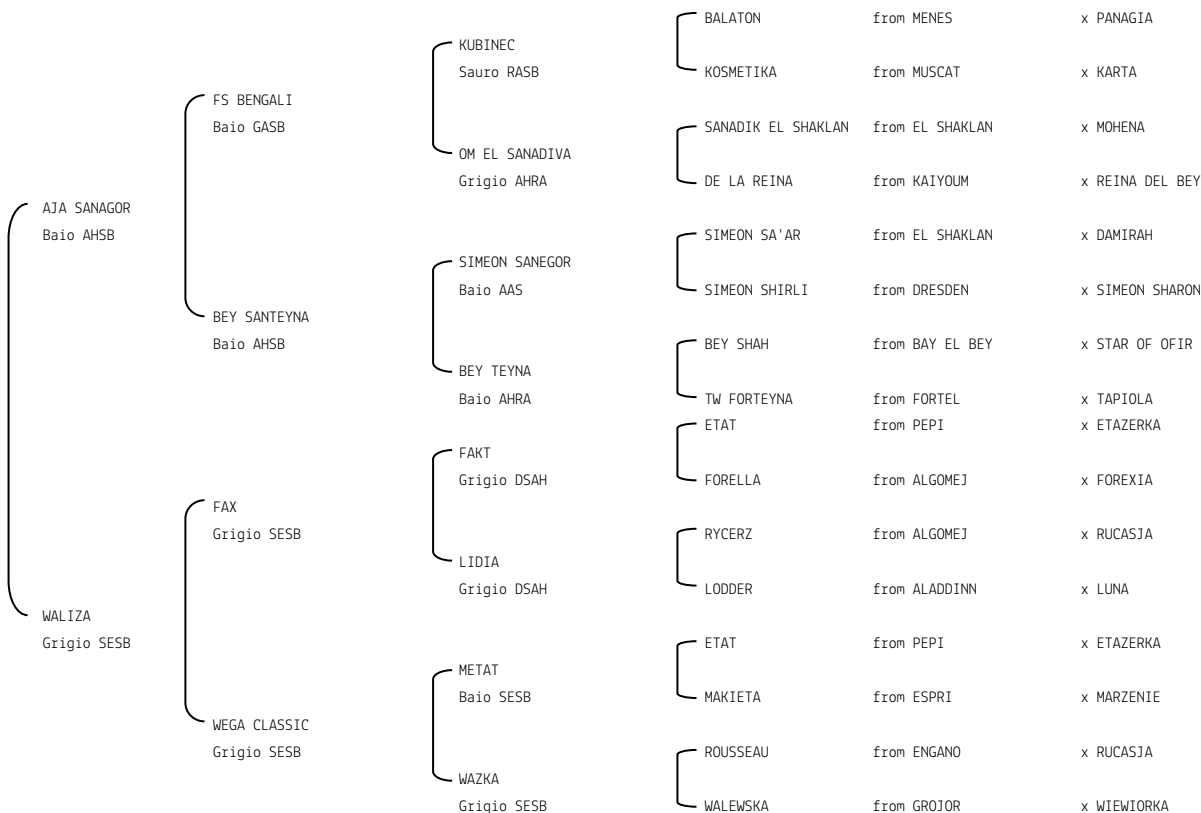 BALATON from MENES x PANAGIA
KUBINEC
Sauro RASB
KOSMETIKA from MUSCAT x KARTA
FS BENGALI
Baio GASB
SANADIK EL SHAKLAN from EL SHAKLAN x MOHENA
OM EL SANADIVA
Grigio AHRA
DE LA REINA from KAIYOUM x REINA DEL BEY
AJA SANAGOR
Baio AHSB
SIMEON SA'AR from EL SHAKLAN x DAMIRAH
SIMEON SANEGOR
Baio AAS
SIMEON SHIRLI from DRESDEN x SIMEON SHARON
BEY SANTEYNA
Baio AHSB
BEY SHAH from BAY EL BEY x STAR OF OFIR
BEY TEYNA
Baio AHRA
TW FORTEYNA from FORTEL x TAPIOLA
ETAT from PEPI x ETAZERKA
FAKT
Grigio DSAH
FORELLA from ALGOMEJ x FOREXIA
FAX
Grigio SESB
RYCERZ from ALGOMEJ x RUCASJA
LIDIA
Grigio DSAH
LODDER from ALADDINN x LUNA
WALIZA
Grigio SESB
ETAT from PEPI x ETAZERKA
METAT
Baio SESB
MAKIETA from ESPRI x MARZENIE
WEGA CLASSIC
Grigio SESB
ROUSSEAU from ENGANO x RUCASJA
WAZKA
Grigio SESB
WALEWSKA from GROJOR x WIEWIORKA